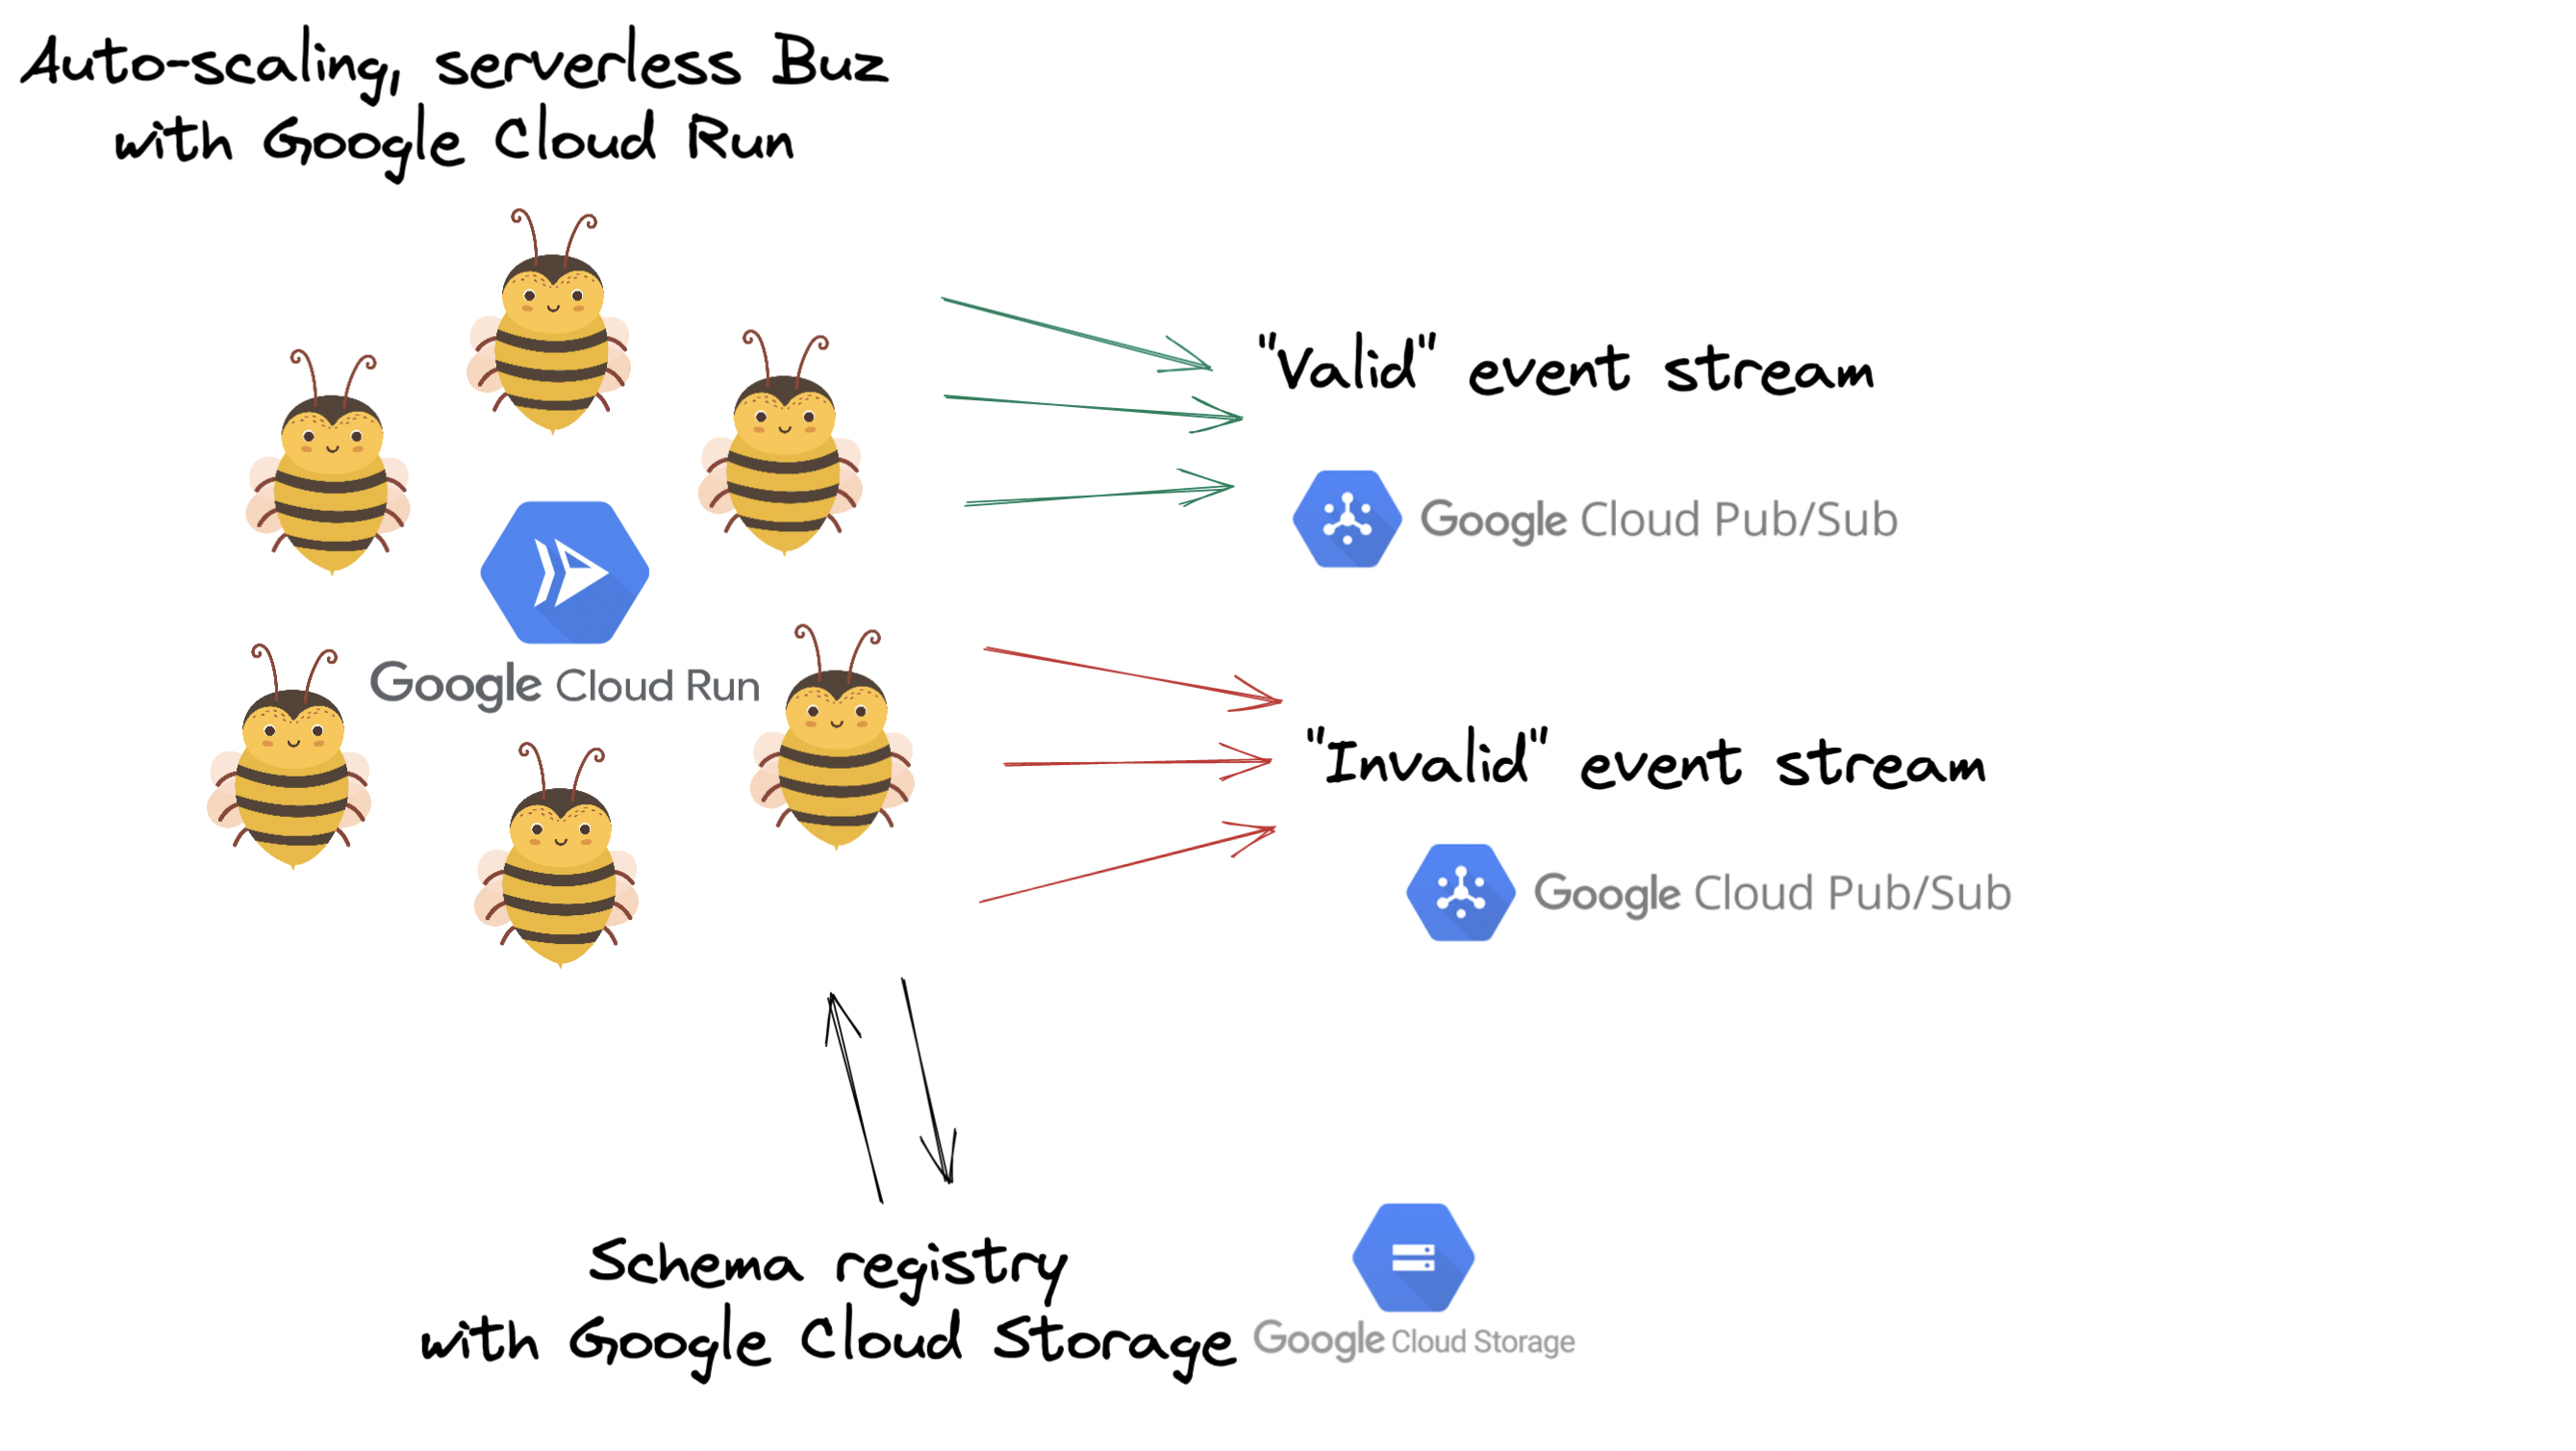 Auto-scaling, serverless Buz
with Google Cloud Run
Google Cloud Run
"Valid" event stream
Google Cloud Pub/Sub
"Invalid" event stream
Google Cloud Pub/Sub
Schema registry
with Google Cloud Storage
Google Cloud Storage